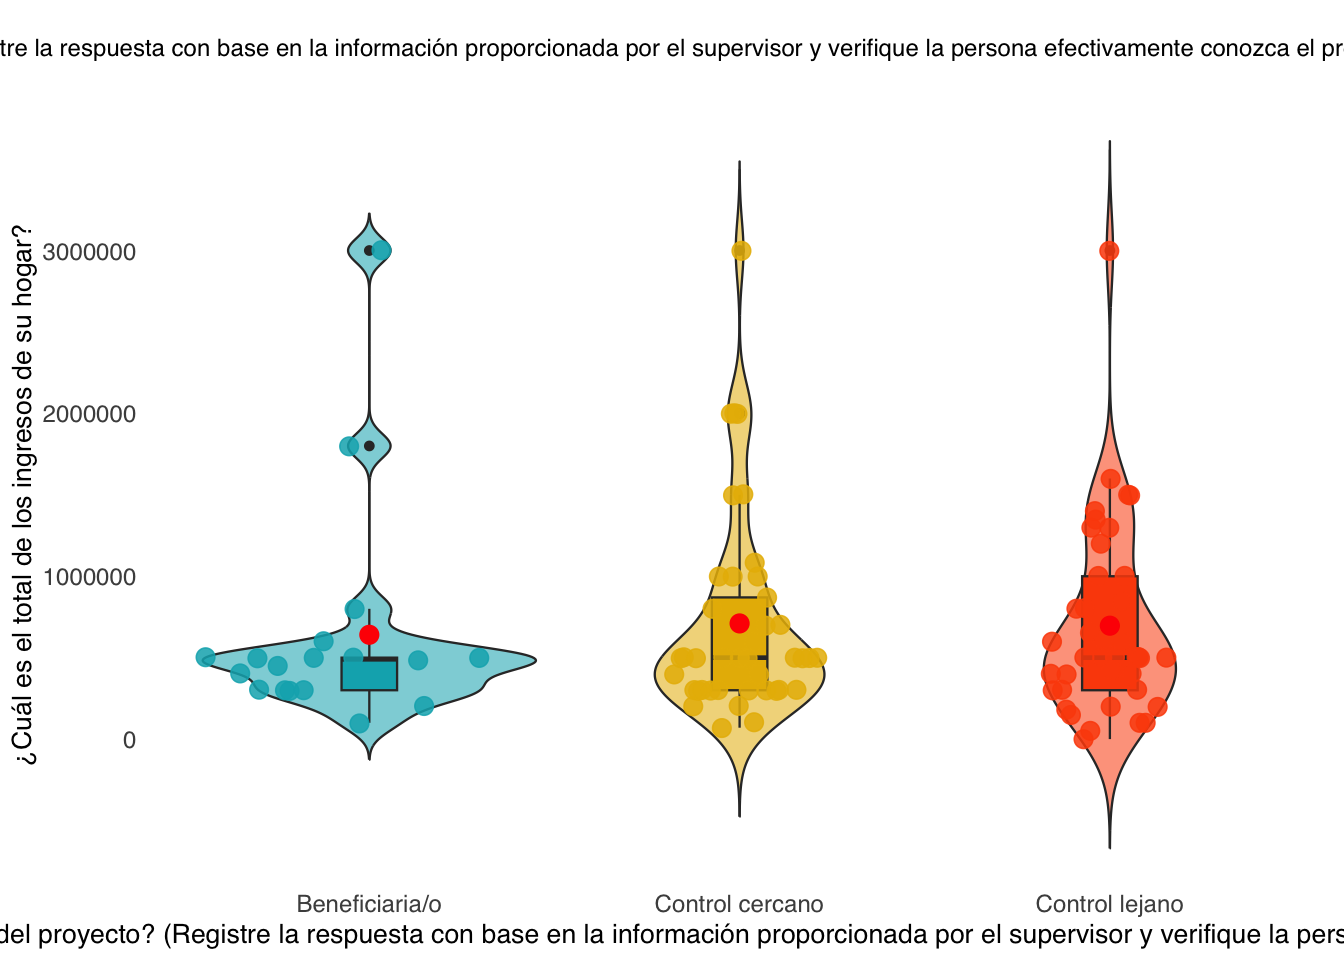 tre la respuesta con base en la información proporcionada por el supervisor y verifique la persona efectivamente conozca el pr
¿Cuál es el total de los ingresos de su hogar?
3000000
2000000
1000000
0
Beneficiaria/o
Control cercano
Control lejano
del proyecto? (Registre la respuesta con base en la información proporcionada por el supervisor y verifique la pers